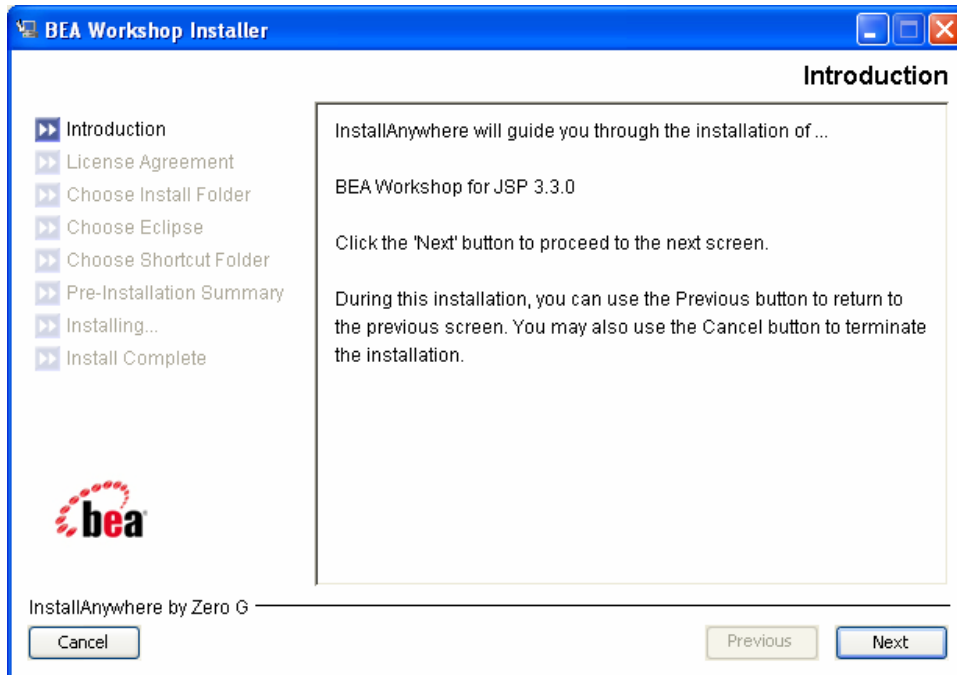 BEA Workshop Installer
Introduction
Introduction
License Agreement
Choose Install Folder
Choose Eclipse
Choose Shortcut Folder
Pre-Installation Summary
Installing...
Install Complete
InstallAnywhere will guide you through the installation of ...
BEA Workshop for JSP 3.3.0
Click the 'Next' button to proceed to the next screen.
During this installation, you can use the Previous button to return to
the previous screen. You may also use the Cancel button to terminate
the installation.
bea
InstallAnywhere by Zero G
Cancel
Previous
Next